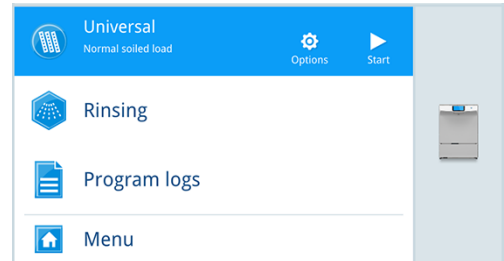 Universal
Normal soiled load
Options
Start
Rinsing
Program logs
Menu